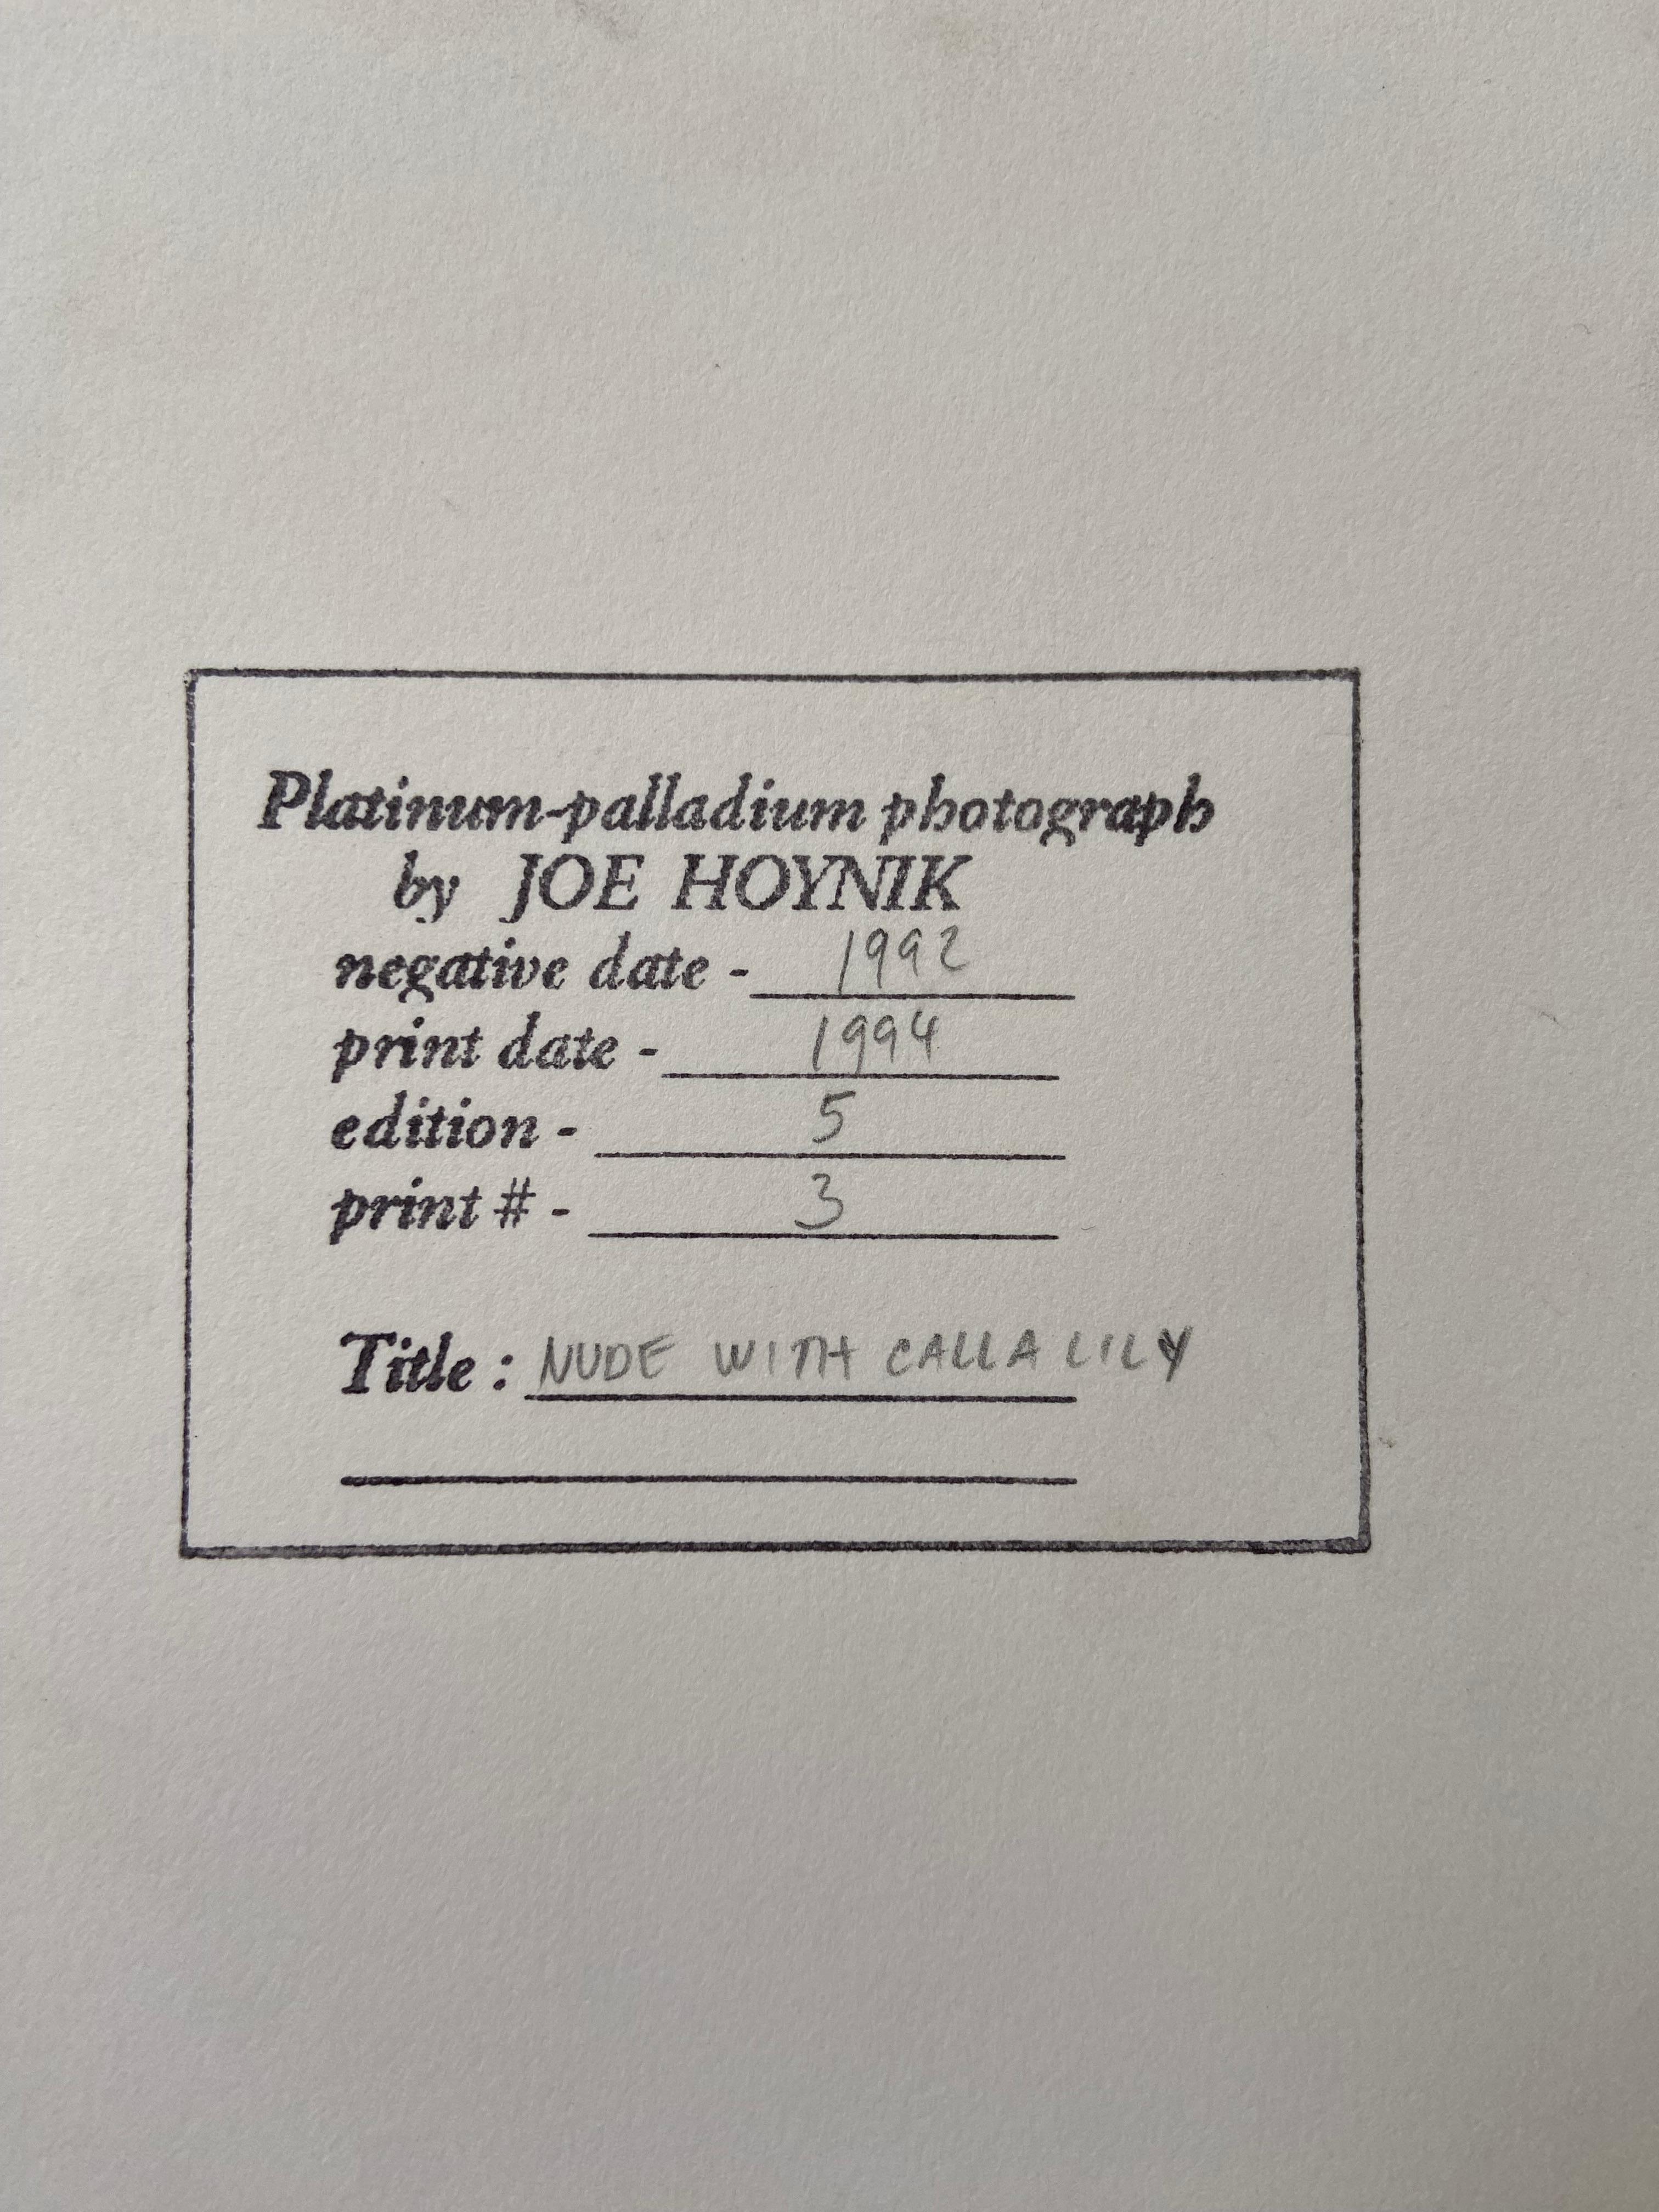 Platinum-palladium photograph
by JOE HOYNIK
negative date - 1992
print date - 1994
edition - 5
print # - 3
Title : NUDE WITH CALLA LILY